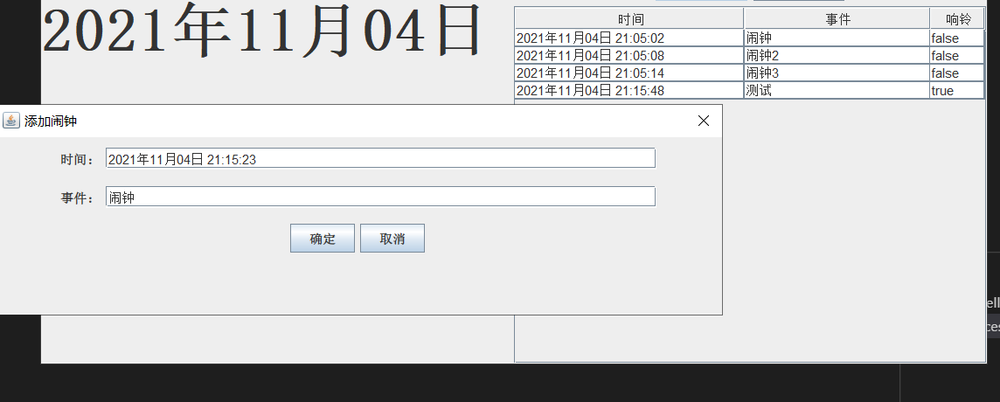 2021年11月04日
时间 事件 响铃
2021年11月04日 21:05:02 闹钟 false
2021年11月04日 21:05:08 闹钟2 false
2021年11月04日 21:05:14 闹钟3 false
2021年11月04日 21:15:48 测试 true
添加闹钟
时间： 2021年11月04日 21:15:23
事件： 闹钟
确定 取消
ell
ces